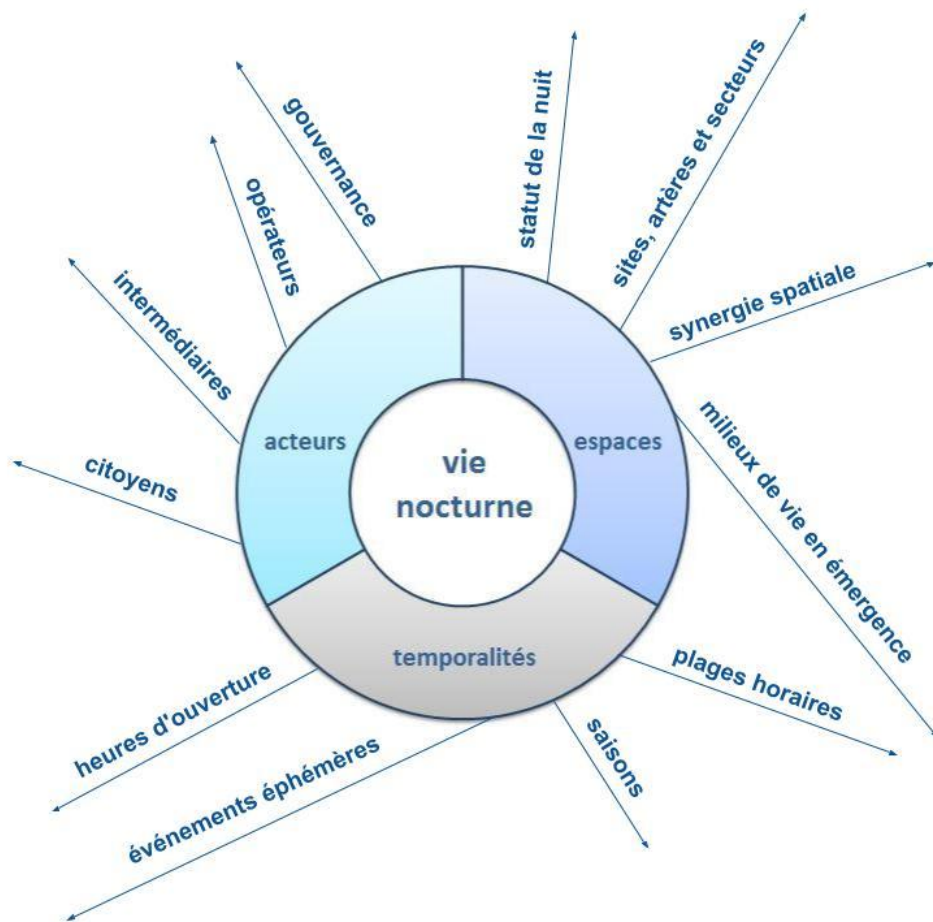 statut de la nuit
sites, artères et secteurs
gouvernance
opérateurs
synergie spatiale
intermédiaires
milieux de vie en émergence
acteurs
espaces
vie
nocturne
citoyens
temporalités
plages horaires
heures d'ouverture
saisons
événements éphémères